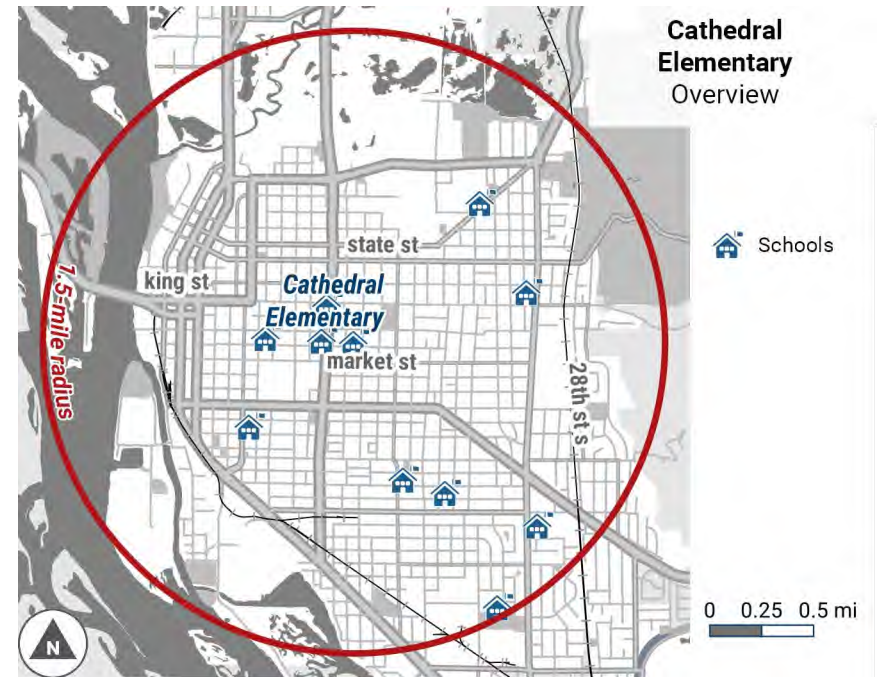 Cathedral
Elementary
Overview
Schools
state st
king st
Cathedral
Elementary
market st
1.5-mile radius
28th st s
0 0.25 0.5 mi
N